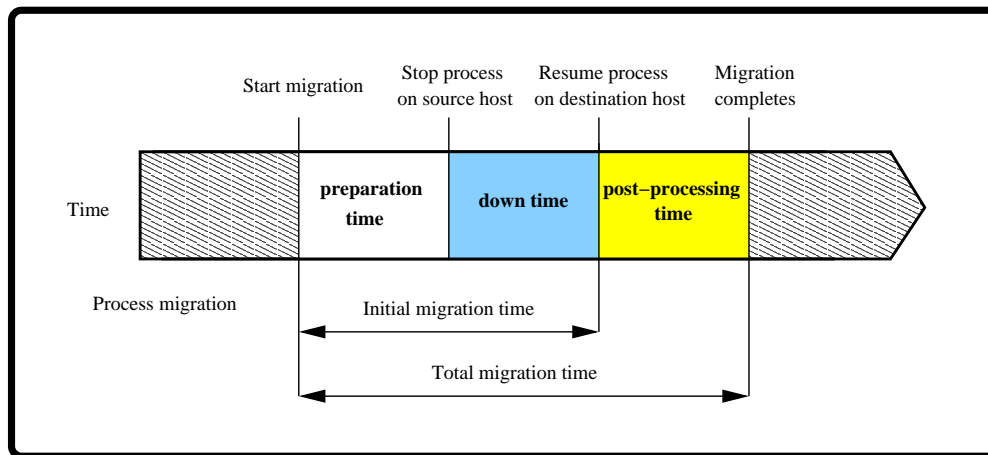 Start migration
Stop process
on source host
Resume process
on destination host
Migration
completes
Time
preparation
time
down time
post−processing
time
Process migration
Initial migration time
Total migration time